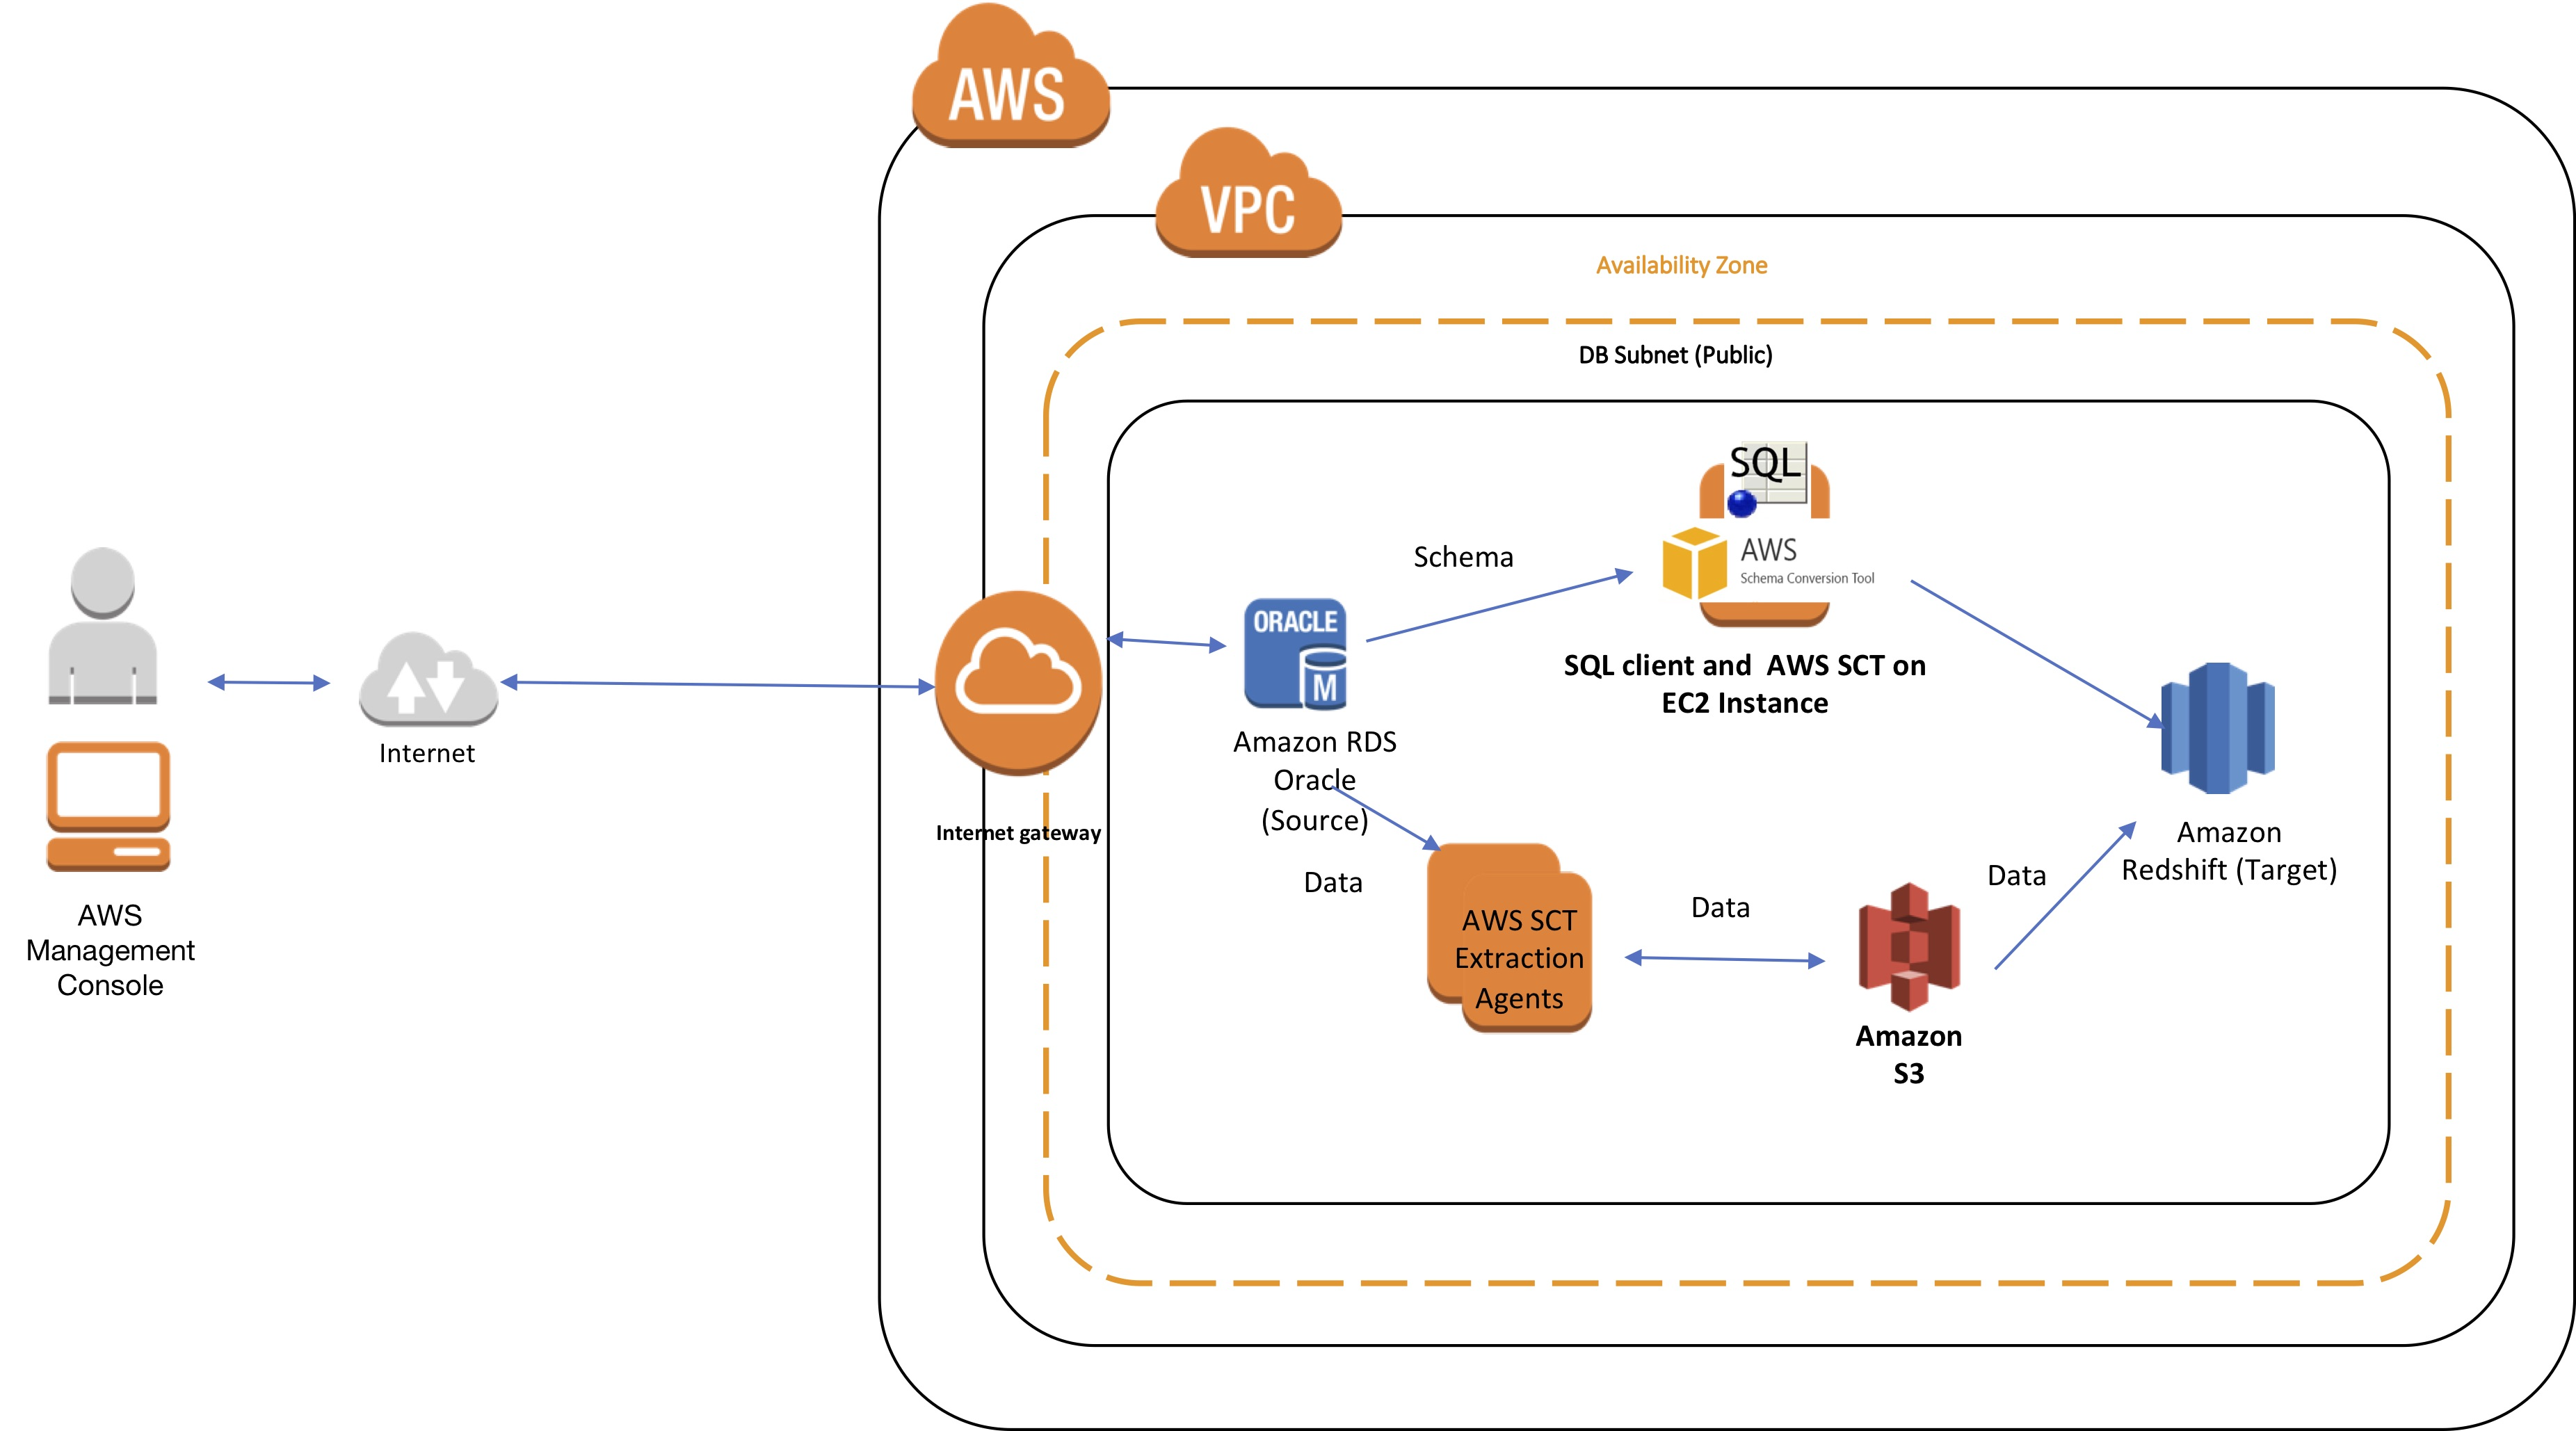 AWS
VPC
Availability Zone
DB Subnet (Public)
SQL
AWS
Schema Conversion Tool
Schema
ORACLE
M
SQL client and  AWS SCT on
EC2 Instance
Internet
Amazon RDS
Oracle
(Source)
Internet gateway
Amazon
Redshift (Target)
Data
Data
Data
AWS SCT
Extraction
Agents
AWS
Management
Console
Amazon
S3